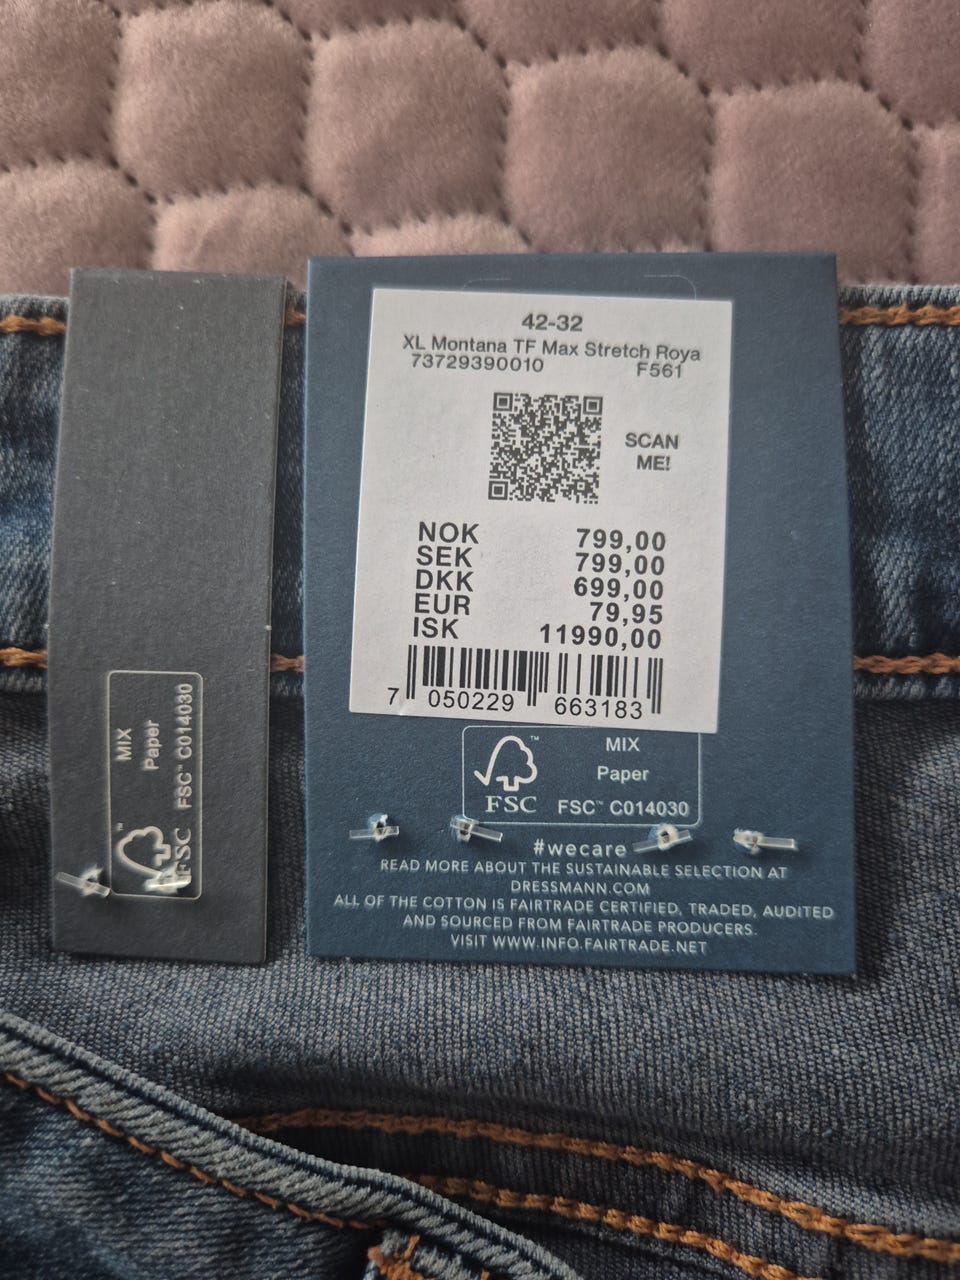 42-32
XL Montana TF Max Stretch Roya
73729390010 F561
SCAN
ME!
NOK 799,00
SEK 799,00
DKK 699,00
EUR 79,95
ISK 11990,00
7 050229 663183
MIX
Paper
FSC™ C014030
™
FSC
#wecare
READ MORE ABOUT THE SUSTAINABLE SELECTION AT
DRESSMANN.COM
ALL OF THE COTTON IS FAIRTRADE CERTIFIED, TRADED, AUDITED
AND SOURCED FROM FAIRTRADE PRODUCERS.
VISIT WWW.INFO.FAIRTRADE.NET
MIX
Paper
FSC™ C014030
™
FSC